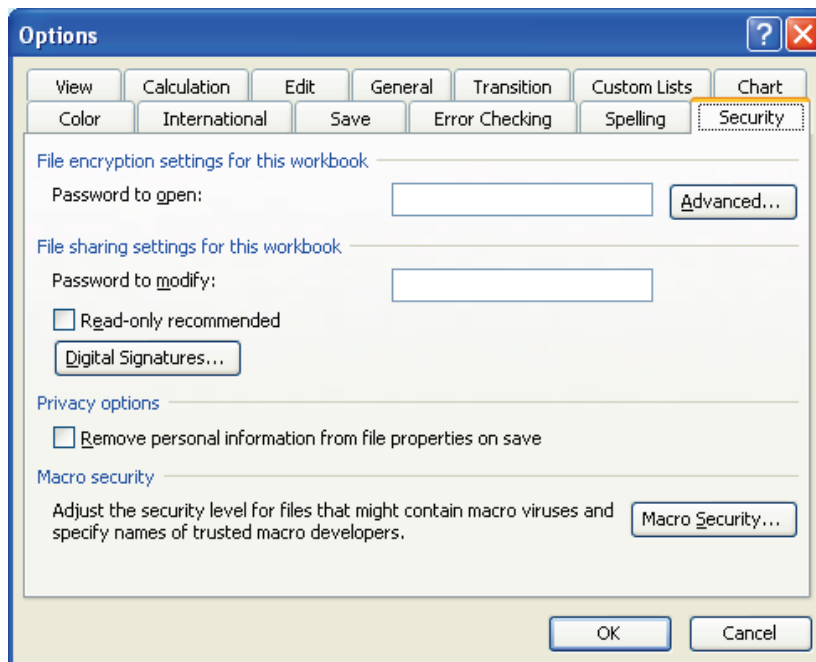 Options
?
View Calculation Edit General Transition Custom Lists Chart
Color International Save Error Checking Spelling Security
File encryption settings for this workbook
Password to open:
Advanced...
File sharing settings for this workbook
Password to modify:
Read-only recommended
Digital Signatures...
Privacy options
Remove personal information from file properties on save
Macro security
Adjust the security level for files that might contain macro viruses and
specify names of trusted macro developers.
Macro Security...
OK Cancel